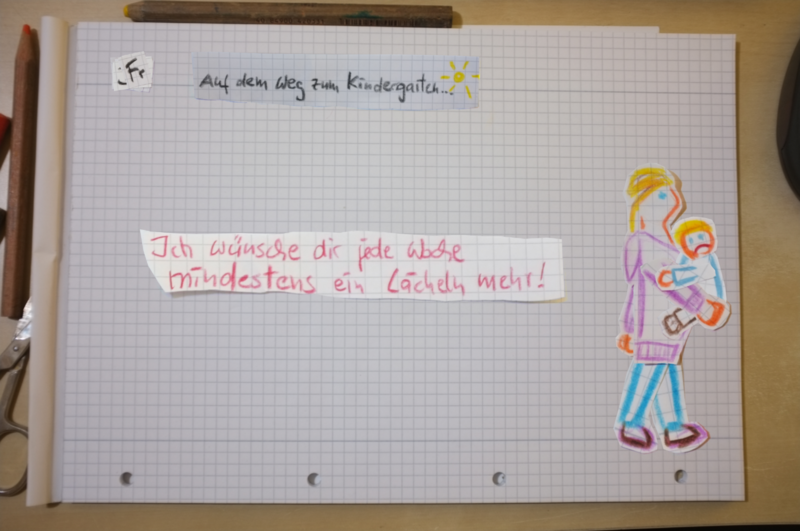 :Fr
Auf dem Weg zum Kindergarten...
Ich wünsche dir jede Woche
mindestens ein Lächeln mehr!